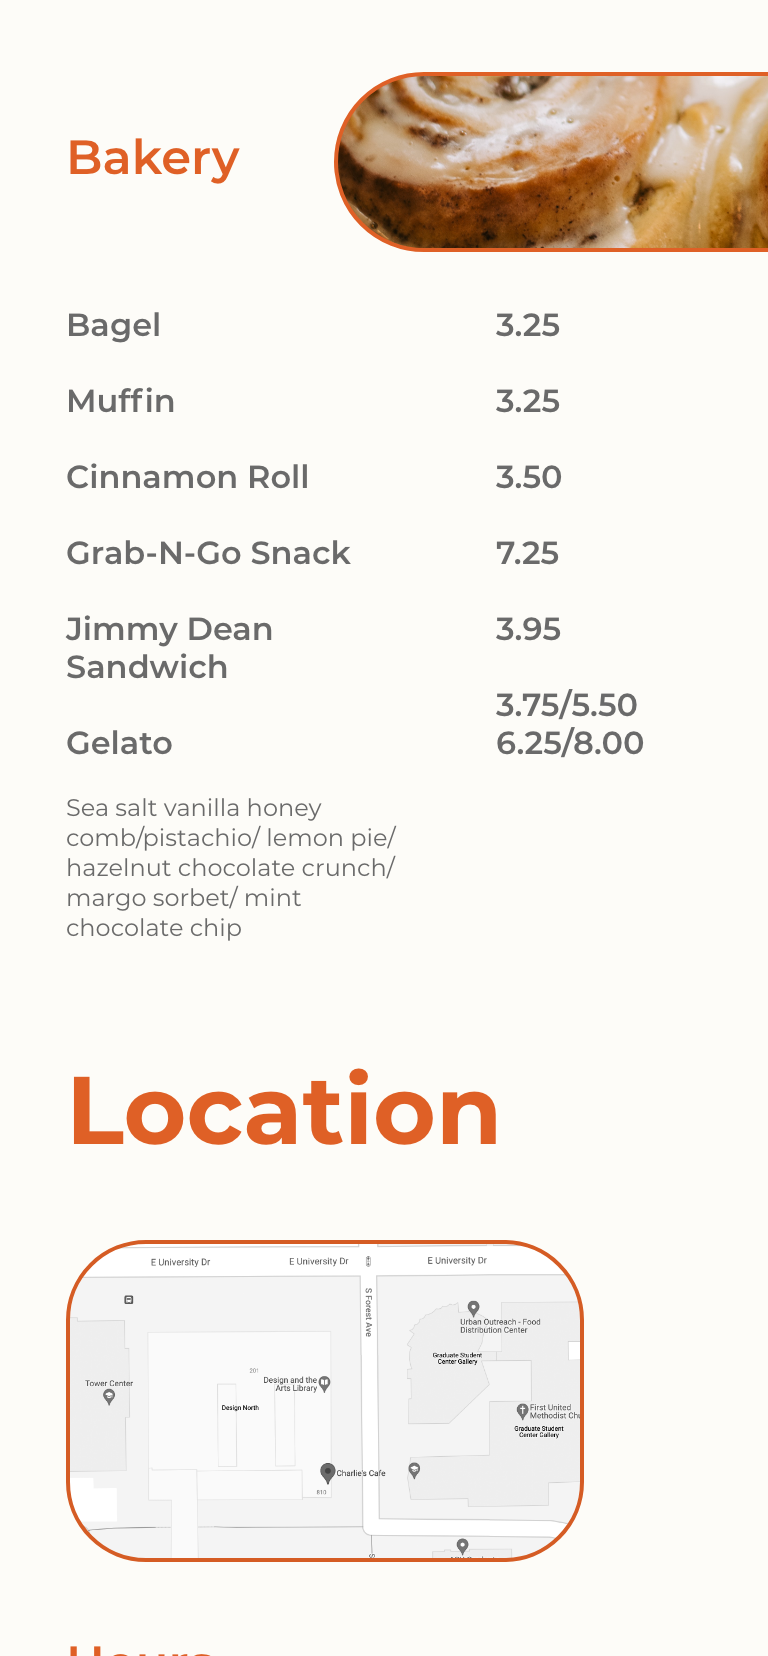 Bakery
Bagel 3.25
Muffin 3.25
Cinnamon Roll 3.50
Grab-N-Go Snack 7.25
Jimmy Dean 3.95
Sandwich
3.75/5.50
Gelato 6.25/8.00
Sea salt vanilla honey
comb/pistachio/ lemon pie/
hazelnut chocolate crunch/
margo sorbet/ mint
chocolate chip
Location
E University Dr E University Dr E University Dr
S Forest Ave
Urban Outreach - Food
Distribution Center
Graduate Student
Center Gallery
201
Tower Center
Design and the
Arts Library
Design North
First United
Methodist
Graduate Student
Center Gallery
Charlie's Cafe
810
Hours